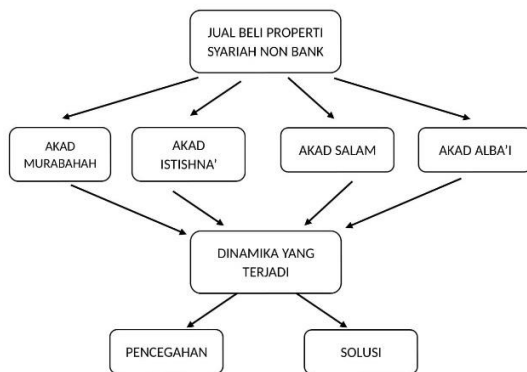 JUAL BELI PROPERTI
SYARIAH NON BANK
AKAD
MURABAHAH
AKAD
ISTISHNA'
AKAD SALAM
AKAD ALBA'I
DINAMIKA YANG
TERJADI
PENCEGAHAN
SOLUSI